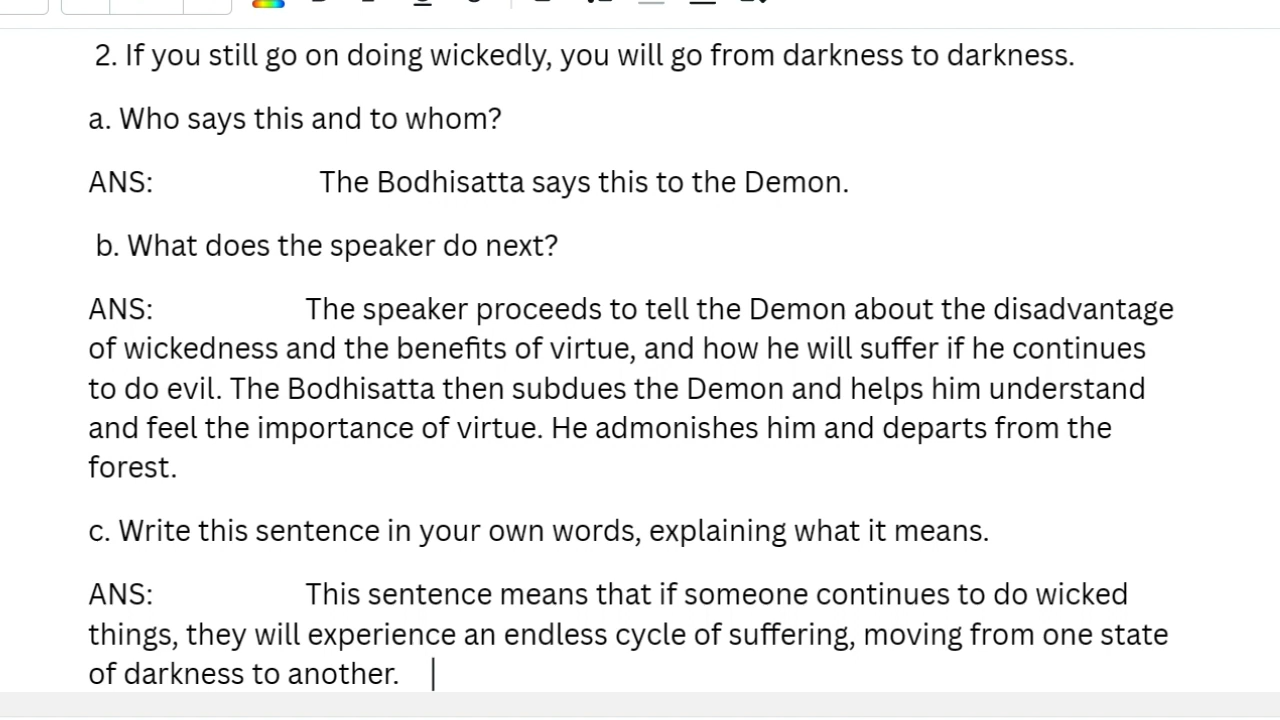 2. If you still go on doing wickedly, you will go from darkness to darkness.
a. Who says this and to whom?
ANS: The Bodhisatta says this to the Demon.
b. What does the speaker do next?
ANS: The speaker proceeds to tell the Demon about the disadvantage
of wickedness and the benefits of virtue, and how he will suffer if he continues
to do evil. The Bodhisatta then subdues the Demon and helps him understand
and feel the importance of virtue. He admonishes him and departs from the
forest.
c. Write this sentence in your own words, explaining what it means.
ANS: This sentence means that if someone continues to do wicked
things, they will experience an endless cycle of suffering, moving from one state
of darkness to another.